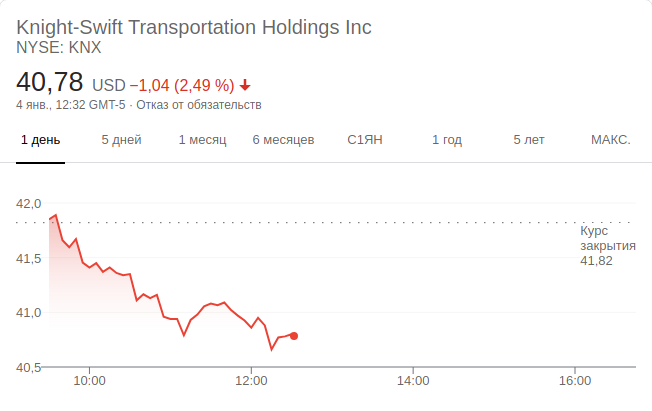 Knight-Swift Transportation Holdings Inc
NYSE: KNX
40,78 USD −1,04 (2,49 %)
4 янв., 12:32 GMT-5 · Отказ от обязательств
1 день 5 дней 1 месяц 6 месяцев С1ЯН 1 год 5 лет МАКС.
42,0
Курс
закрытия
41,82
41,5
41,0
40,5
10:00 12:00 14:00 16:00